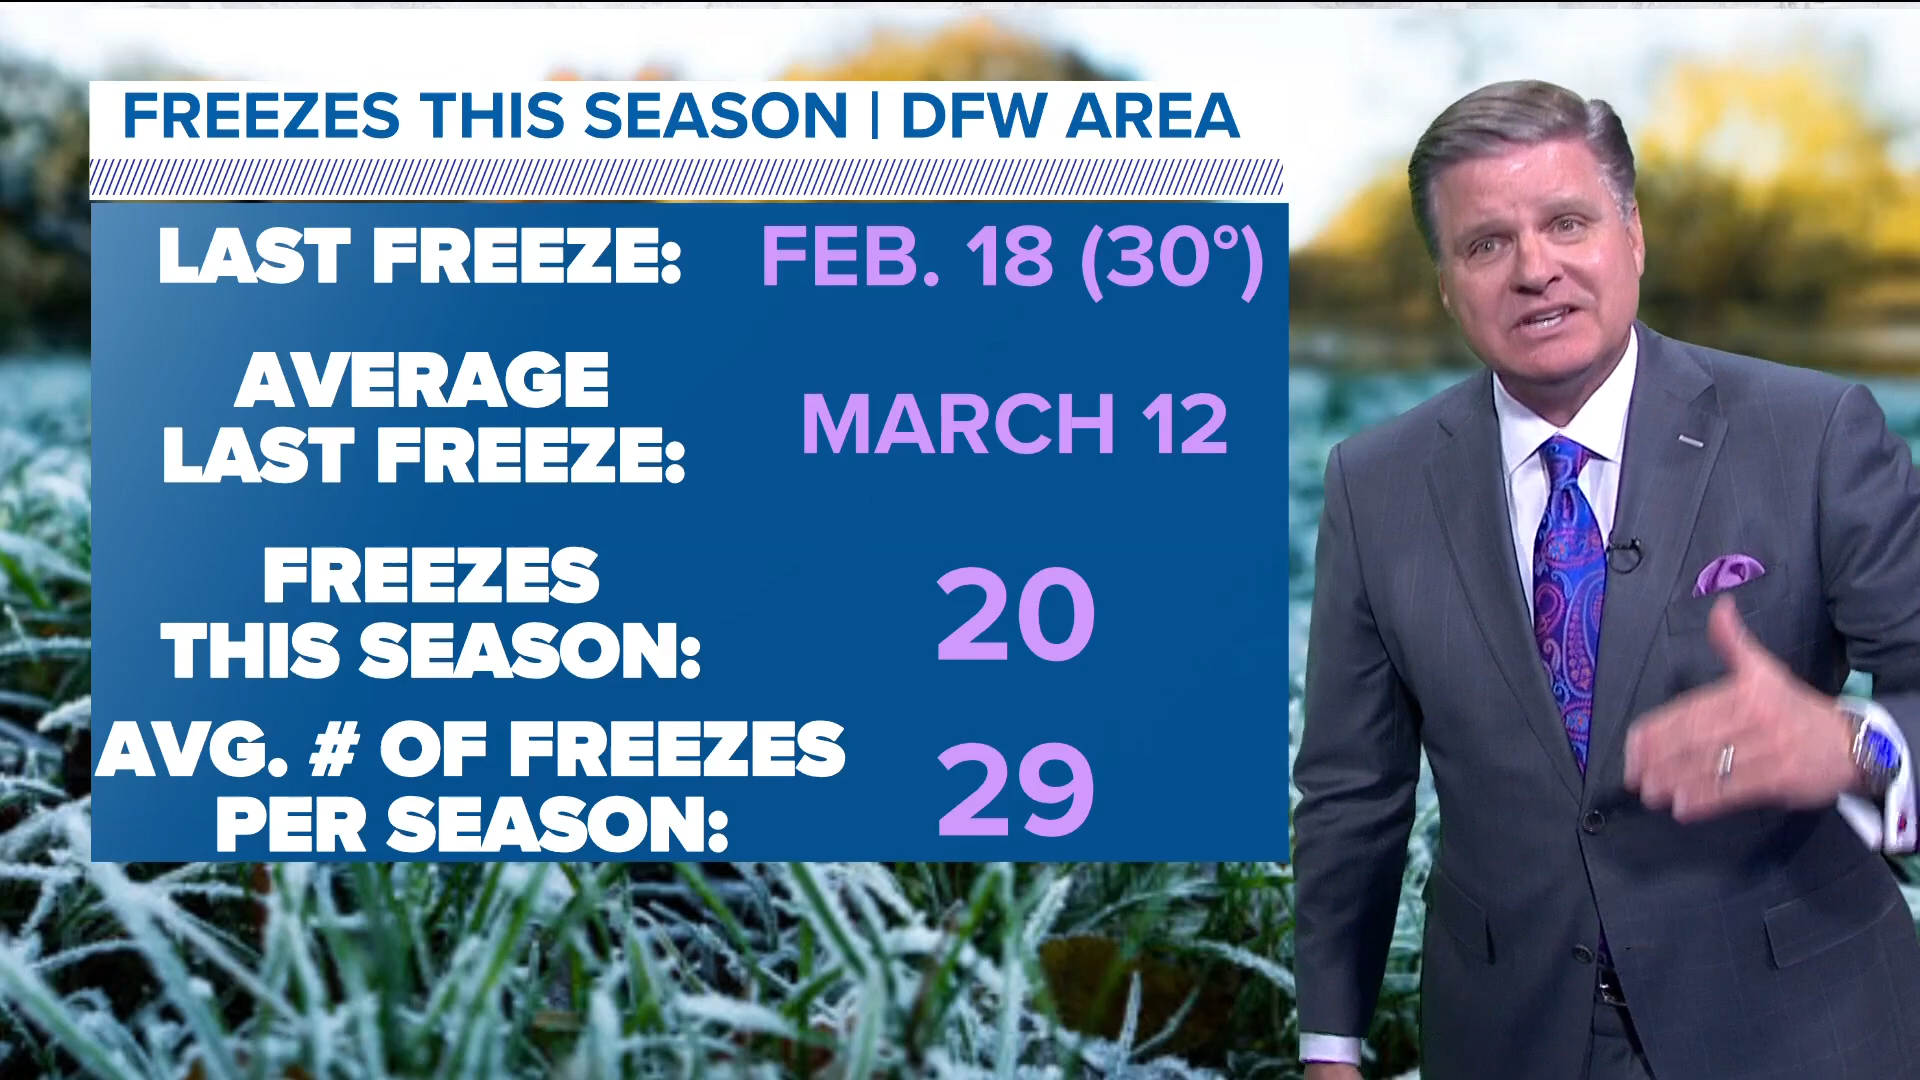 FREEZES THIS SEASON | DFW AREA
LAST FREEZE: FEB. 18 (30°)
AVERAGE
LAST FREEZE: MARCH 12
FREEZES
THIS SEASON: 20
AVG. # OF FREEZES
PER SEASON: 29